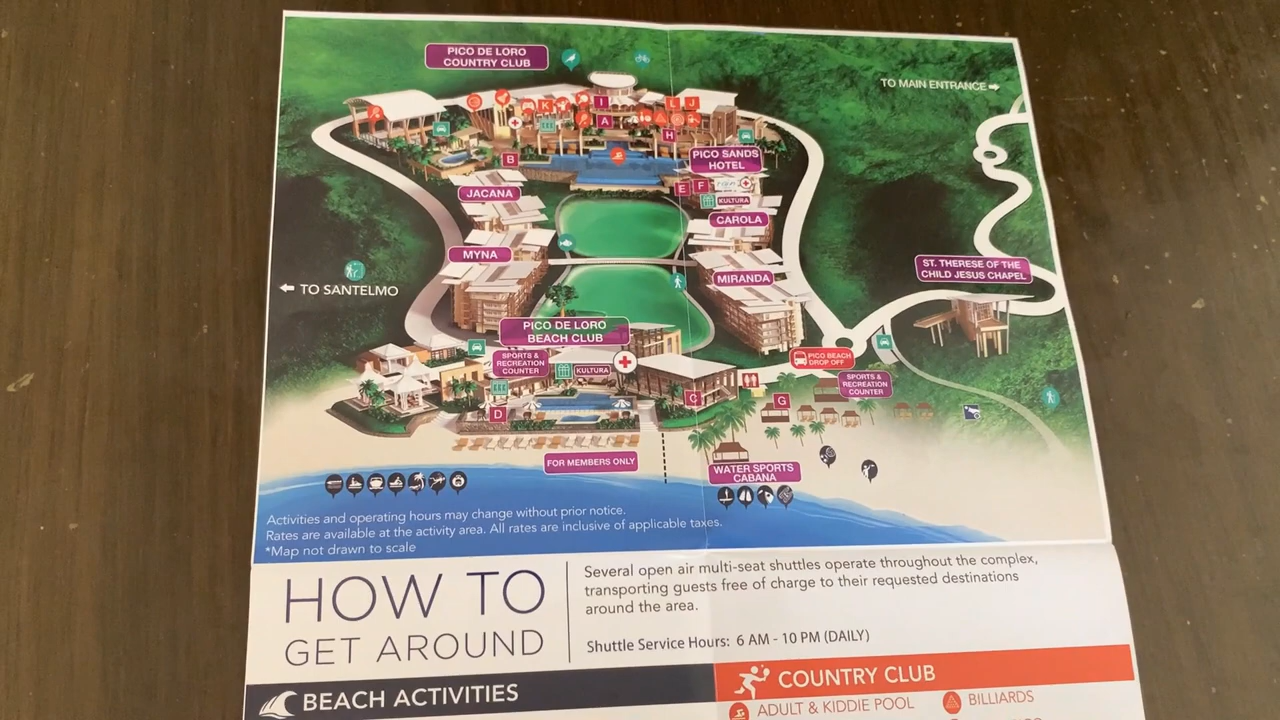 PICO DE LORO
COUNTRY CLUB
TO MAIN ENTRANCE
K
I
L
J
A
H
B
PICO SANDS
HOTEL
E
F
JACANA
KULTURA
CAROLA
MYNA
MIRANDA
ST. THERESE OF THE
CHILD JESUS CHAPEL
TO SANTELMO
PICO DE LORO
BEACH CLUB
SPORTS &
RECREATION
COUNTER
KULTURA
PICO BEACH
DROP OFF
SPORTS &
RECREATION
COUNTER
C
G
D
FOR MEMBERS ONLY
WATER SPORTS
CABANA
Activities and operating hours may change without prior notice.
Rates are available at the activity area. All rates are inclusive of applicable taxes.
*Map not drawn to scale
HOW TO
GET AROUND
Several open air multi-seat shuttles operate throughout the complex,
transporting guests free of charge to their requested destinations
around the area.
Shuttle Service Hours: 6 AM - 10 PM (DAILY)
BEACH ACTIVITIES
COUNTRY CLUB
ADULT & KIDDIE POOL
BILLIARDS